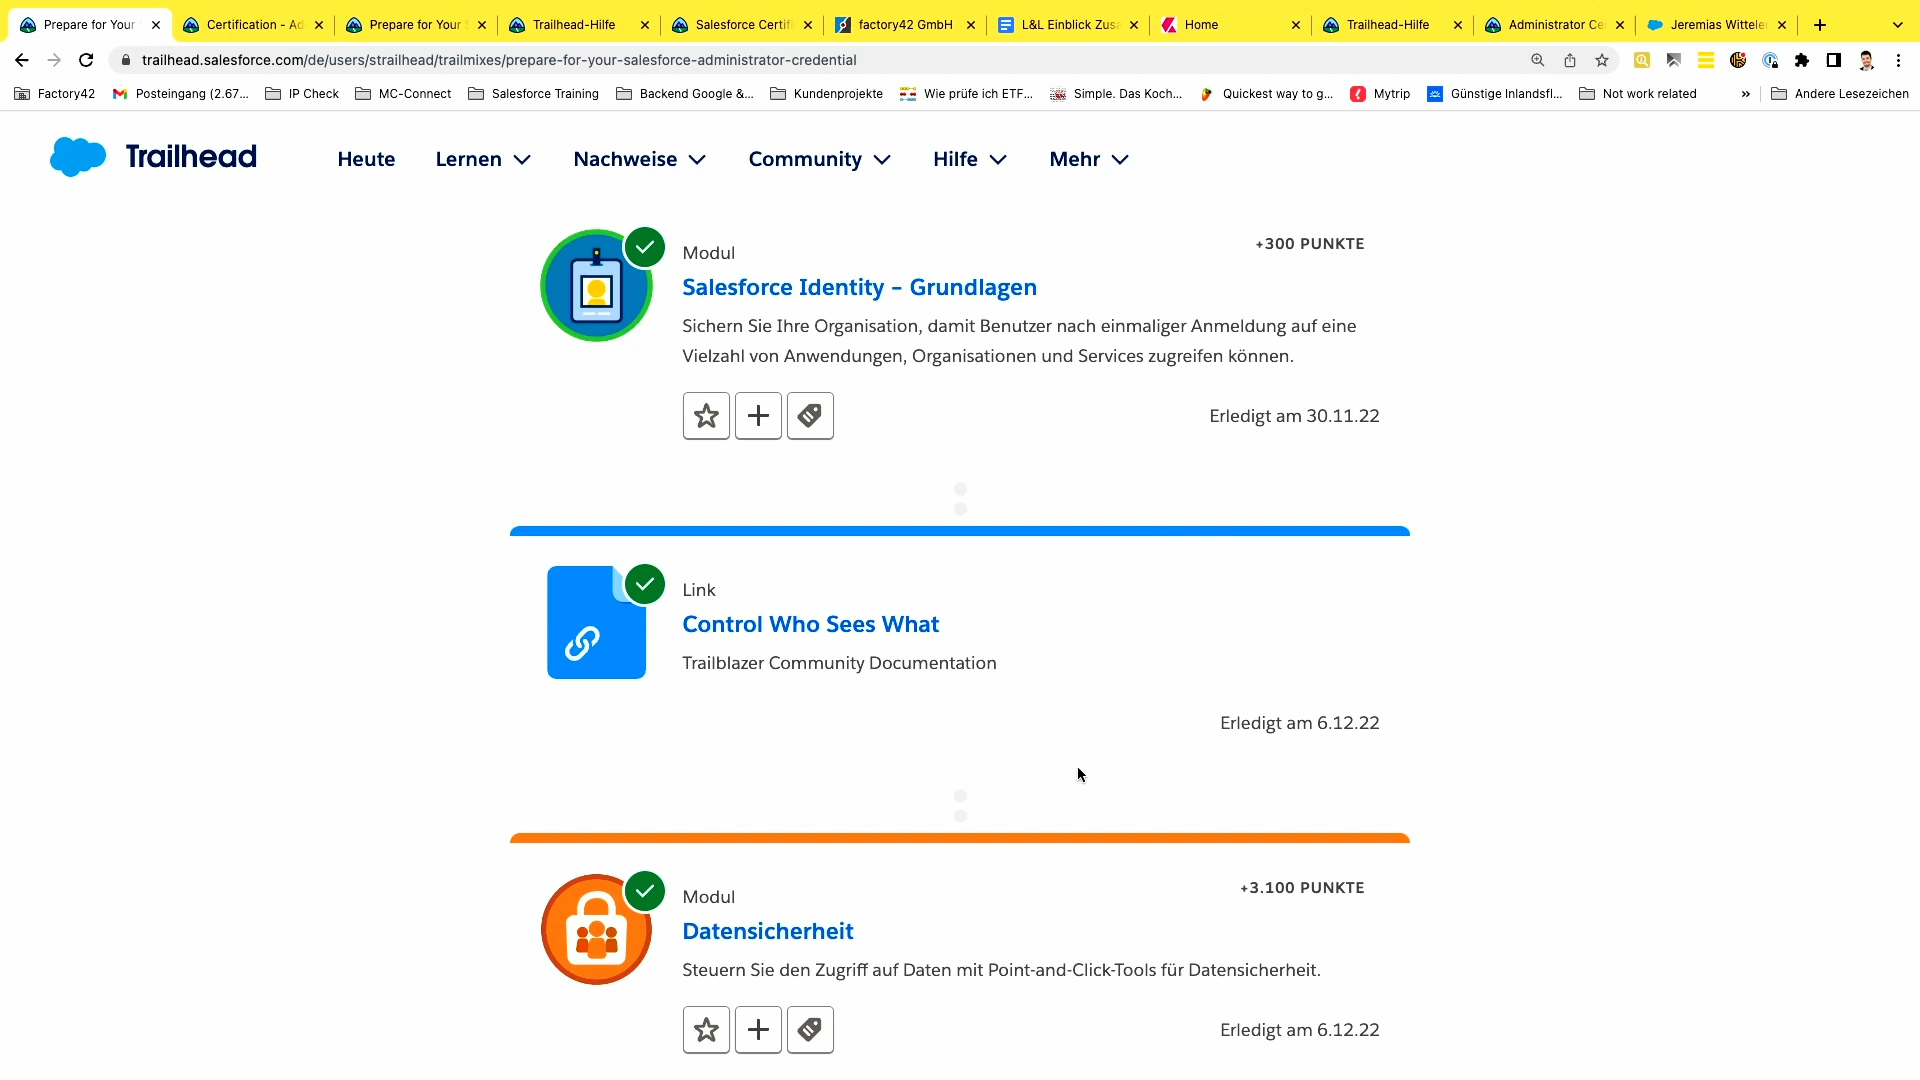 Prepare for Your
Certification - Ad
Prepare for Your
Trailhead-Hilfe
Salesforce Certifi
factory42 GmbH
L&L Einblick Zusa
Home
Trailhead-Hilfe
Administrator Ce
Jeremias Wittele
trailhead.salesforce.com/de/users/strailhead/trailmixes/prepare-for-your-salesforce-administrator-credential
Factory42
Posteingang (2.67...
IP Check
MC-Connect
Salesforce Training
Backend Google &...
Kundenprojekte
Wie prüfe ich ETF...
Simple. Das Koch...
Quickest way to g...
Mytrip
Günstige Inlandsfl...
Not work related
»
Andere Lesezeichen
Trailhead
Heute
Lernen
Nachweise
Community
Hilfe
Mehr
+300 PUNKTE
Modul
Salesforce Identity – Grundlagen
Sichern Sie Ihre Organisation, damit Benutzer nach einmaliger Anmeldung auf eine
Vielzahl von Anwendungen, Organisationen und Services zugreifen können.
Erledigt am 30.11.22
Link
Control Who Sees What
Trailblazer Community Documentation
Erledigt am 6.12.22
+3.100 PUNKTE
Modul
Datensicherheit
Steuern Sie den Zugriff auf Daten mit Point-and-Click-Tools für Datensicherheit.
Erledigt am 6.12.22